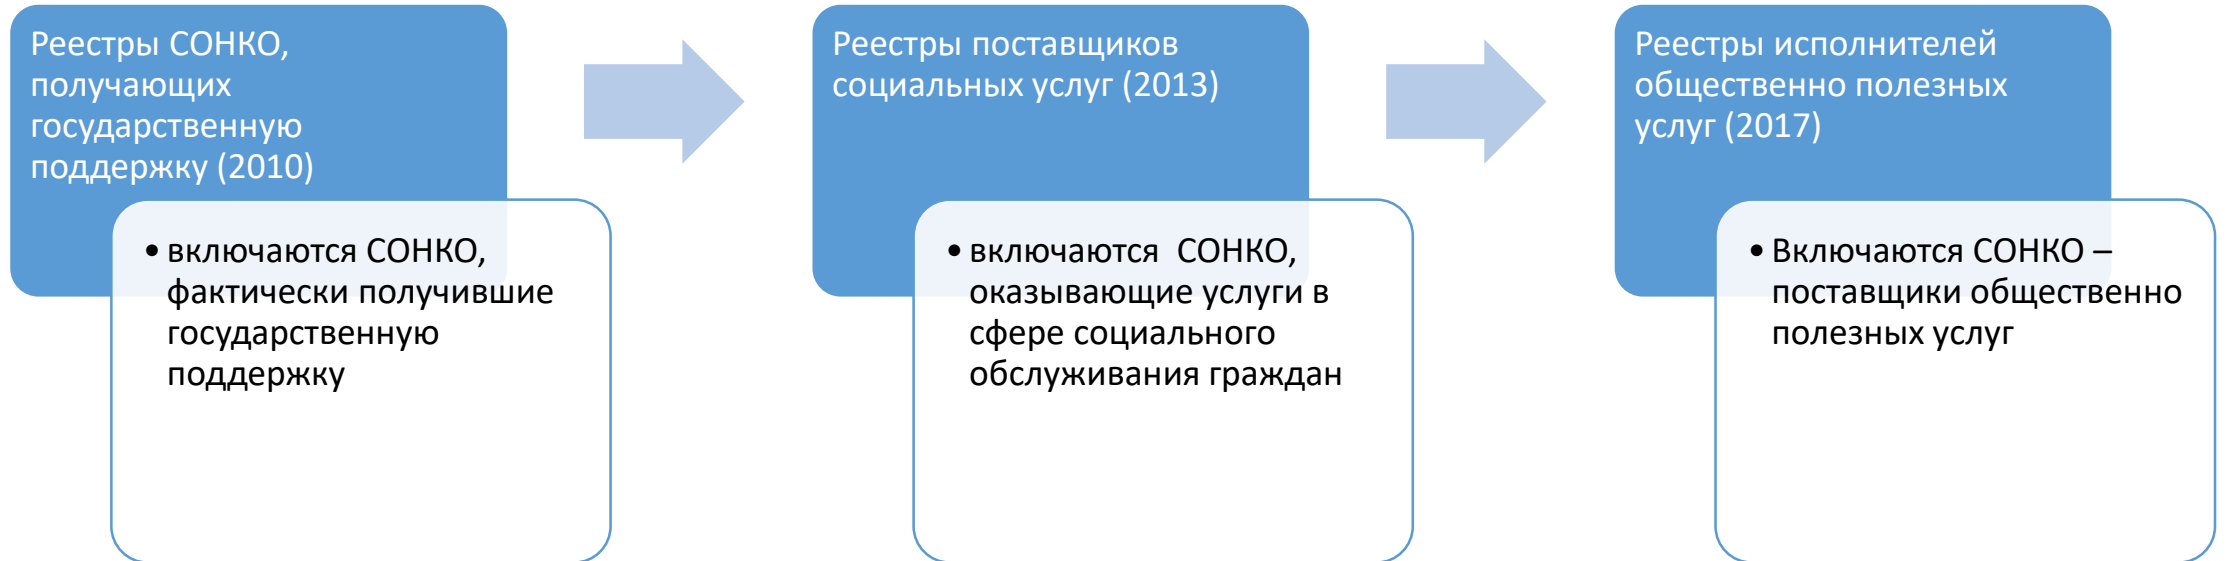 Реестры СОНКО,
получающих
государственную
поддержку (2010)
• включаются СОНКО,
фактически получившие
государственную
поддержку
Реестры поставщиков
социальных услуг (2013)
• включаются СОНКО,
оказывающие услуги в
сфере социального
обслуживания граждан
Реестры исполнителей
общественно полезных
услуг (2017)
• Включаются СОНКО –
поставщики общественно
полезных услуг